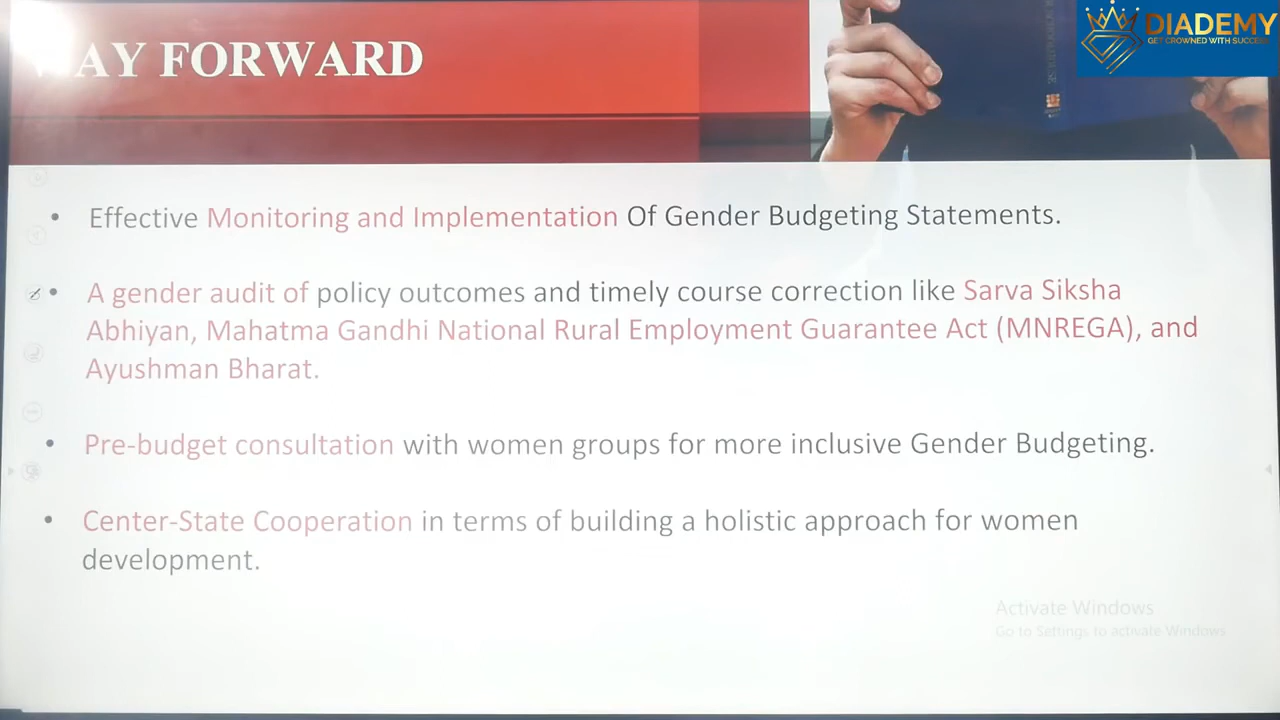 WAY FORWARD
DIADEMY
GET CROWNED WITH SUCCESS
• Effective Monitoring and Implementation Of Gender Budgeting Statements.
• A gender audit of policy outcomes and timely course correction like Sarva Siksha
Abhiyan, Mahatma Gandhi National Rural Employment Guarantee Act (MNREGA), and
Ayushman Bharat.
• Pre-budget consultation with women groups for more inclusive Gender Budgeting.
• Center-State Cooperation in terms of building a holistic approach for women
development.
Activate Windows
Go to Settings to activate Windows.